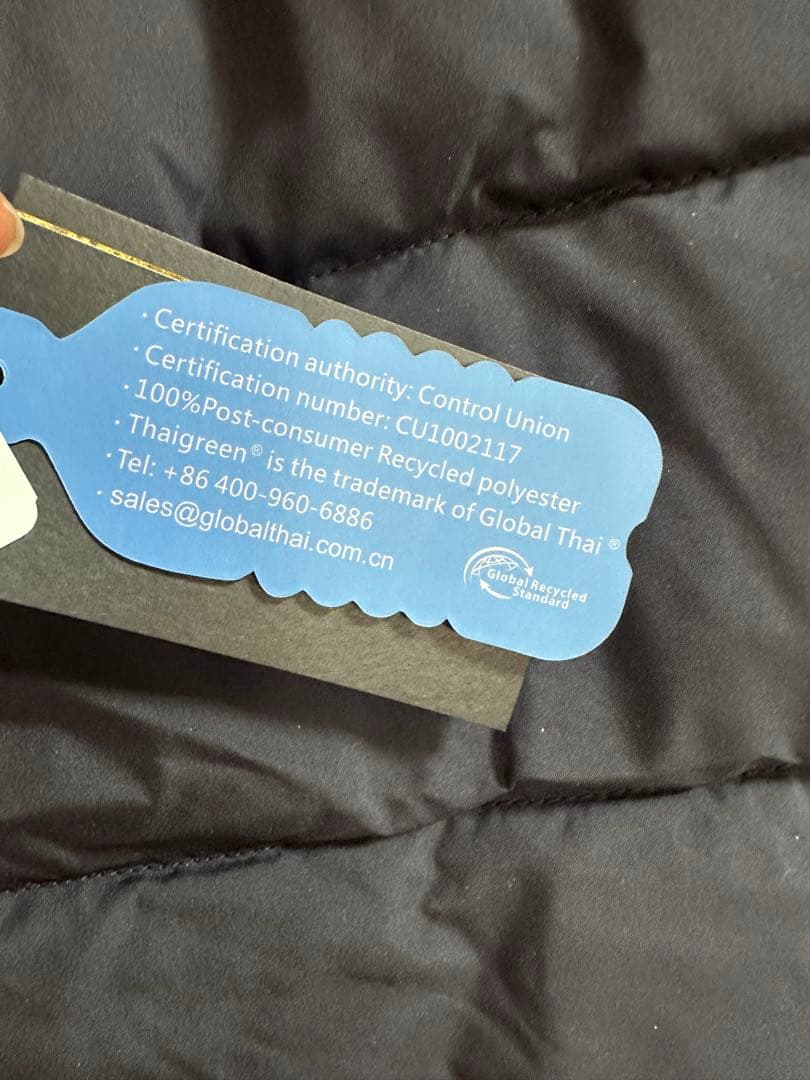 · Certification authority: Control Union
· Certification number: CU1002117
· 100%Post-consumer Recycled polyester
· Thaigreen® is the trademark of Global Thai®
· Tel: +86 400-960-6886
· sales@globalthai.com.cn
Global Recycled
Standard